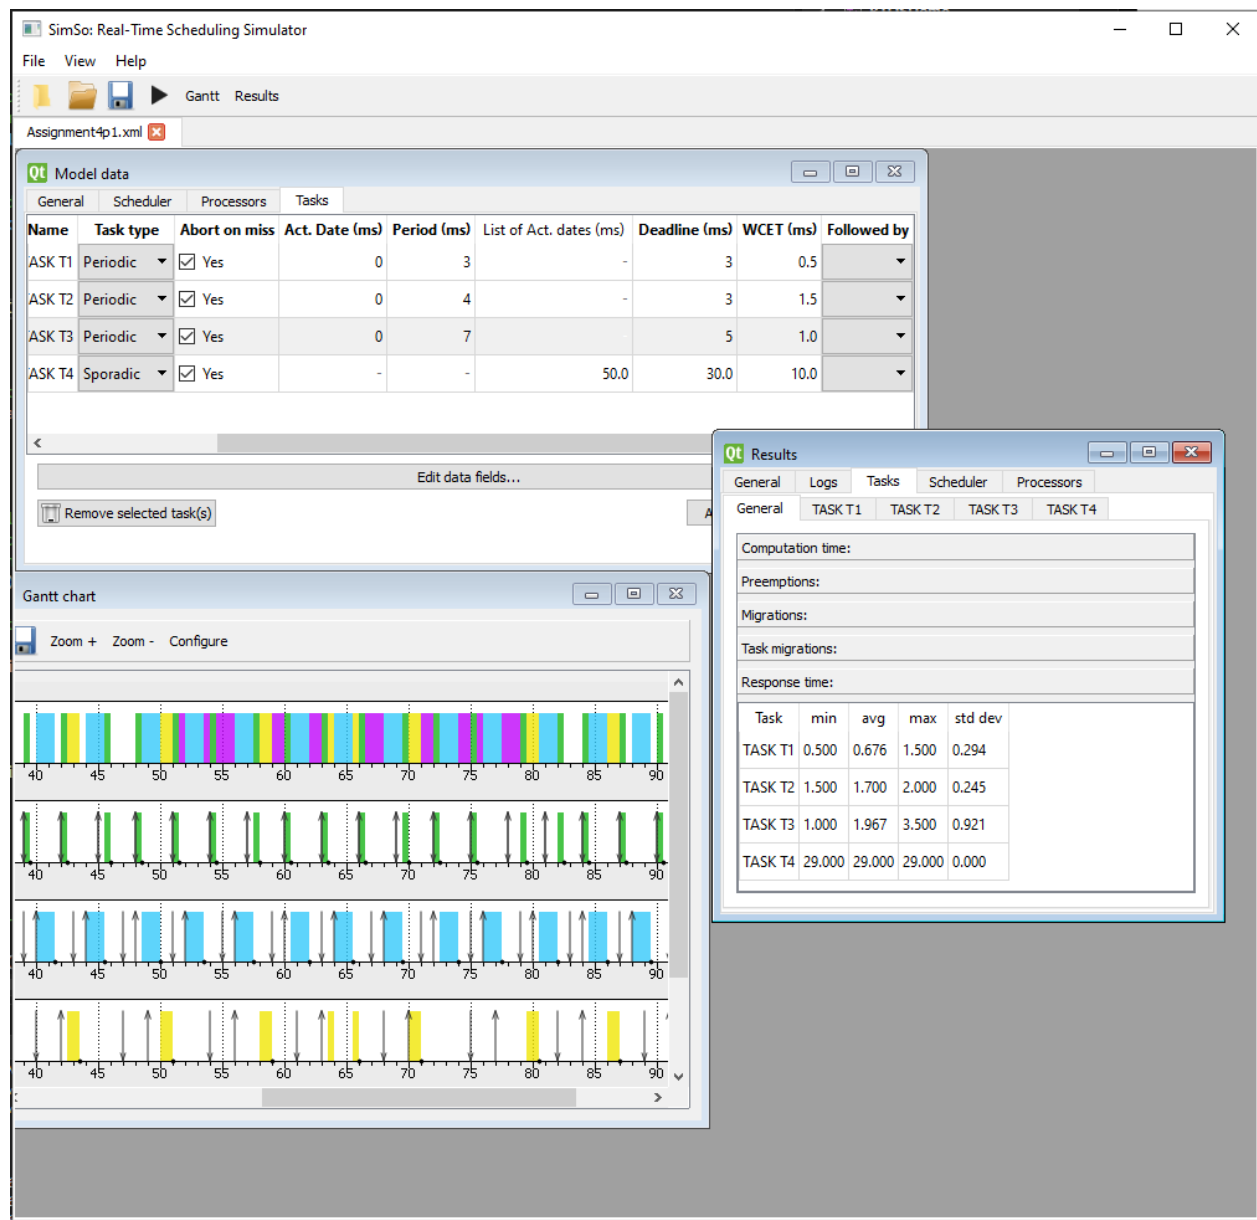 SimSo: Real-Time Scheduling Simulator
File View Help
Gantt Results
Assignment4p1.xml
Qt Model data
General Scheduler Processors Tasks
Name Task type Abort on miss Act. Date (ms) Period (ms) List of Act. dates (ms) Deadline (ms) WCET (ms) Followed by
ASK T1 Periodic Yes 0 3 - 3 0.5
ASK T2 Periodic Yes 0 4 - 3 1.5
ASK T3 Periodic Yes 0 7 5 1.0
ASK T4 Sporadic Yes - - 50.0 30.0 10.0
Edit data fields...
Remove selected task(s)
A
Qt Results
General Logs Tasks Scheduler Processors
General TASK T1 TASK T2 TASK T3 TASK T4
Computation time:
Preemptions:
Migrations:
Task migrations:
Response time:
Task min avg max std dev
TASK T1 0.500 0.676 1.500 0.294
TASK T2 1.500 1.700 2.000 0.245
TASK T3 1.000 1.967 3.500 0.921
TASK T4 29.000 29.000 29.000 0.000
Gantt chart
Zoom + Zoom - Configure
40 45 50 55 60 65 70 75 80 85 90
40 45 50 55 60 65 70 75 80 85 90
40 45 50 55 60 65 70 75 80 85 90
40 45 50 55 60 65 70 75 80 85 90